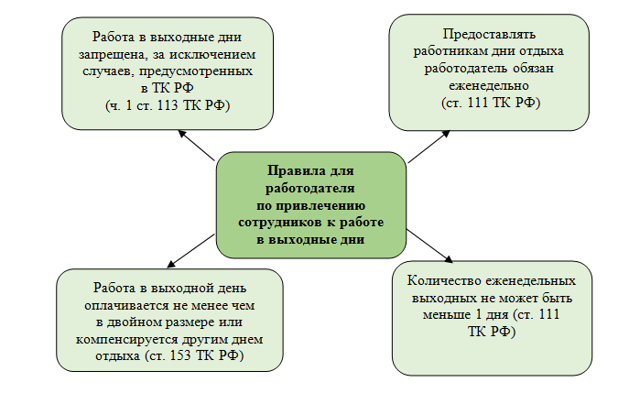 Работа в выходные дни
запрещена, за исключением
случаев, предусмотренных
в ТК РФ
(ч. 1 ст. 113 ТК РФ)
Предоставлять
работникам дни отдыха
работодатель обязан
еженедельно
(ст. 111 ТК РФ)
Правила для
работодателя
по привлечению
сотрудников к работе
в выходные дни
Работа в выходной день
оплачивается не менее чем
в двойном размере или
компенсируется другим днем
отдыха (ст. 153 ТК РФ)
Количество еженедельных
выходных не может быть
меньше 1 дня (ст. 111
ТК РФ)